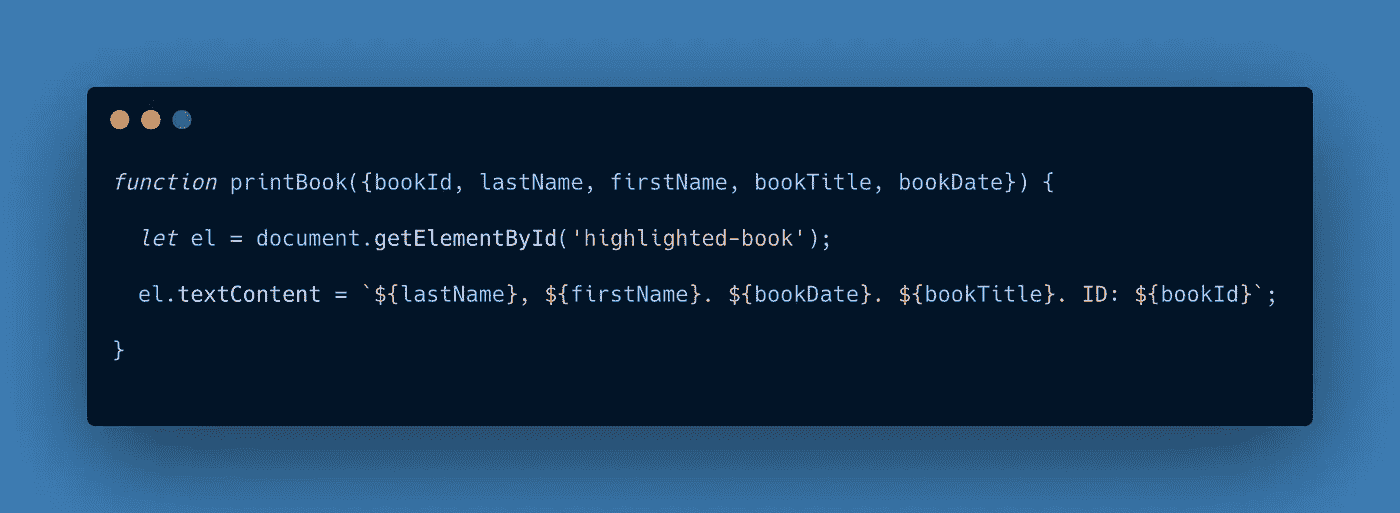 function printBook({bookId, lastName, firstName, bookTitle, bookDate}) {
let el = document.getElementById('highlighted-book');
el.textContent = `${lastName}, ${firstName}. ${bookDate}. ${bookTitle}. ID: ${bookId}`;
}